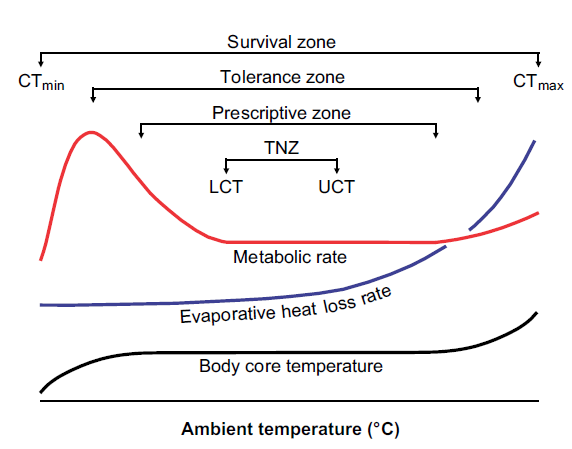 Survival zone
CTmin
CTmax
Tolerance zone
Prescriptive zone
TNZ
LCT
UCT
Metabolic rate
Evaporative heat loss rate
Body core temperature
Ambient temperature (°C)